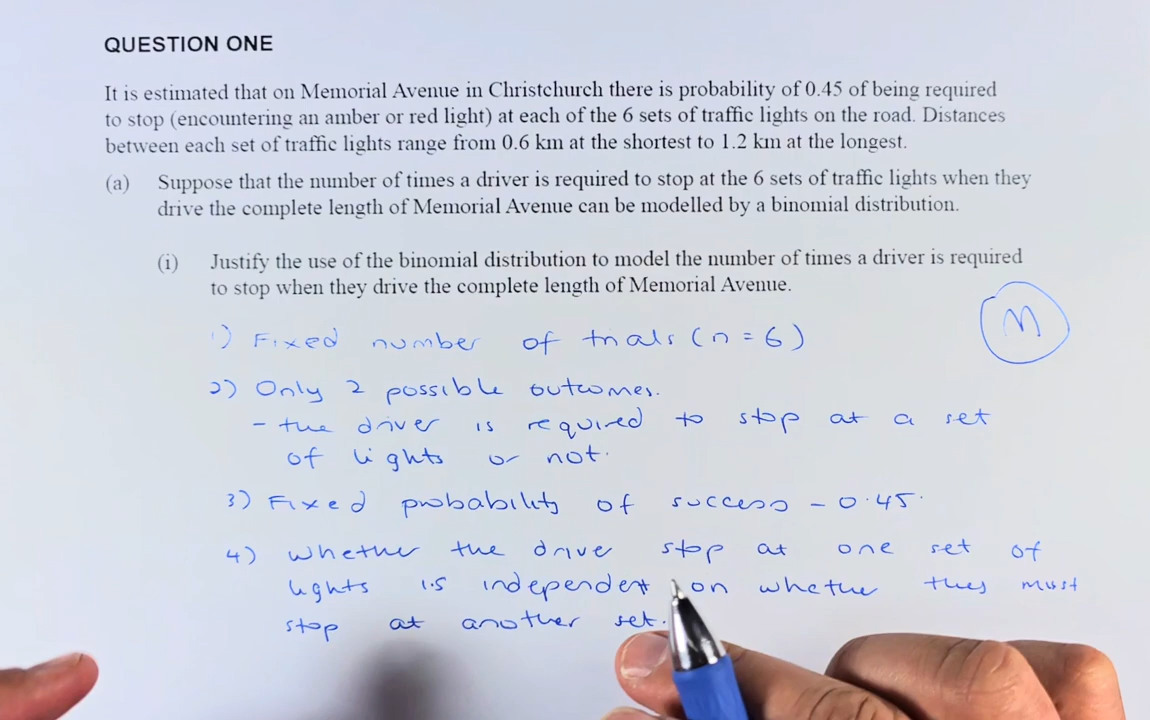 QUESTION ONE
It is estimated that on Memorial Avenue in Christchurch there is probability of 0.45 of being required
to stop (encountering an amber or red light) at each of the 6 sets of traffic lights on the road. Distances
between each set of traffic lights range from 0.6 km at the shortest to 1.2 km at the longest.
(a) Suppose that the number of times a driver is required to stop at the 6 sets of traffic lights when they
drive the complete length of Memorial Avenue can be modelled by a binomial distribution.
(i) Justify the use of the binomial distribution to model the number of times a driver is required
to stop when they drive the complete length of Memorial Avenue.
M
1) Fixed number of trials (n = 6)
2) Only 2 possible outcomes.
- the driver is required to stop at a set
of lights or not.
3) Fixed probability of success - 0.45.
4) whether the drive stop at one set of
lights is independent on whether they must
stop at another set.